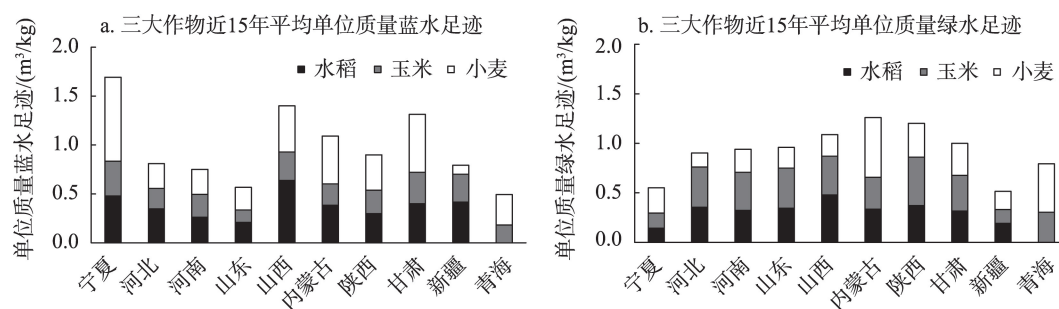 a. 三大作物近15年平均单位质量蓝水足迹
单位质量蓝水足迹/(m³/kg)
2.0
1.5
1.0
0.5
0.0
■ 水稻 ■ 玉米 □ 小麦
宁夏 河北 河南 山东 山西 内蒙古 陕西 甘肃 新疆 青海
b. 三大作物近15年平均单位质量绿水足迹
单位质量绿水足迹/(m³/kg)
2.0
1.5
1.0
0.5
0.0
■ 水稻 ■ 玉米 □ 小麦
宁夏 河北 河南 山东 山西 内蒙古 陕西 甘肃 新疆 青海